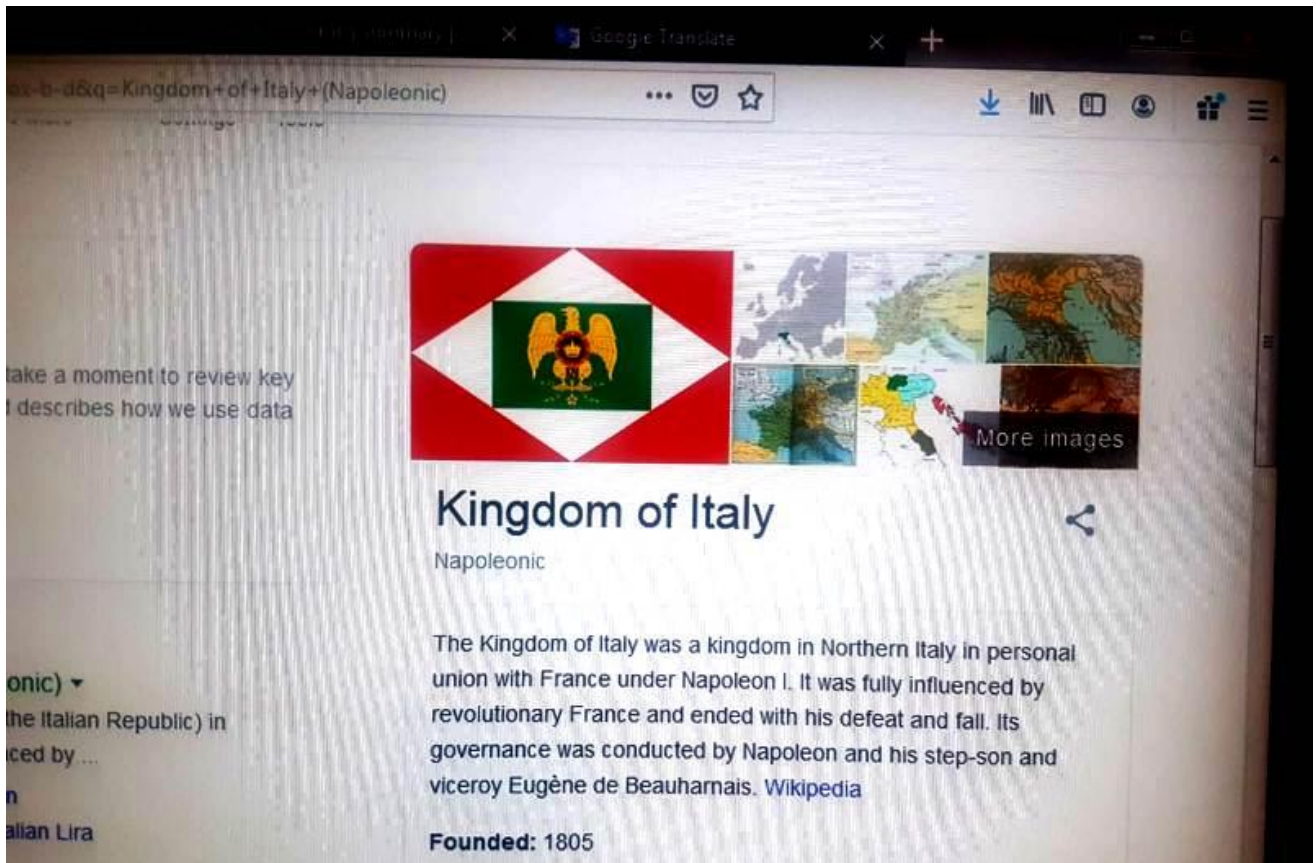 Google Translate
ox-b-d&q=Kingdom+of+Italy+(Napoleonic)
take a moment to review key
describes how we use data
More images
Kingdom of Italy
Napoleonic
The Kingdom of Italy was a kingdom in Northern Italy in personal
union with France under Napoleon I. It was fully influenced by
revolutionary France and ended with his defeat and fall. Its
governance was conducted by Napoleon and his step-son and
viceroy Eugène de Beauharnais. Wikipedia
Founded: 1805
onic)
the Italian Republic) in
ced by ...
n
alian Lira